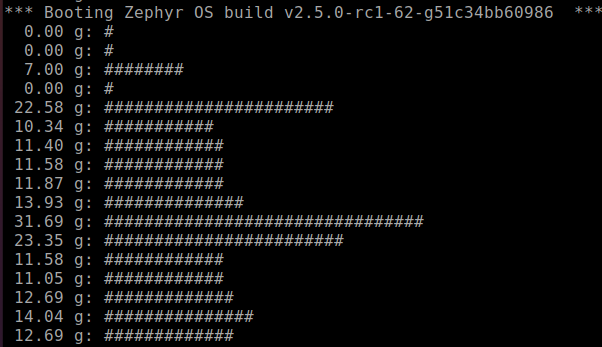 *** Booting Zephyr OS build v2.5.0-rc1-62-g51c34bb60986  ***
  0.00 g: #
  0.00 g: #
  7.00 g: ########
  0.00 g: #
 22.58 g: #######################
 10.34 g: ###########
 11.40 g: ############
 11.58 g: ############
 11.87 g: ############
 13.93 g: ##############
 31.69 g: ################################
 23.35 g: ########################
 11.58 g: ############
 11.05 g: ############
 12.69 g: #############
 14.04 g: ###############
 12.69 g: #############